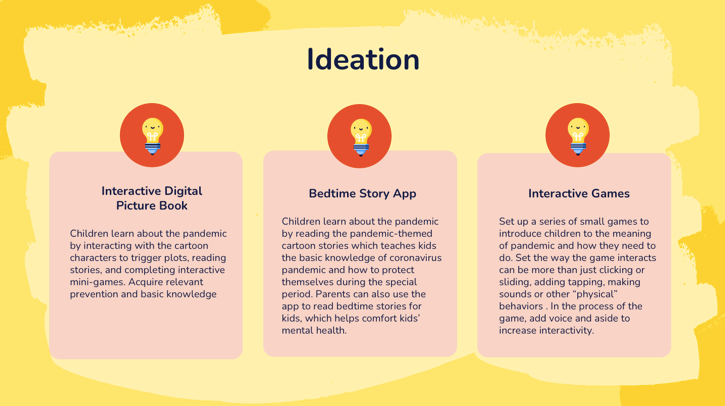 Ideation
Interactive Digital
Picture Book
Children learn about the pandemic
by interacting with the cartoon
characters to trigger plots, reading
stories, and completing interactive
mini-games. Acquire relevant
prevention and basic knowledge
Bedtime Story App
Children learn about the pandemic
by reading the pandemic-themed
cartoon stories which teaches kids
the basic knowledge of coronavirus
pandemic and how to protect
themselves during the special
period. Parents can also use the
app to read bedtime stories for
kids, which helps comfort kids’
mental health.
Interactive Games
Set up a series of small games to
introduce children to the meaning
of pandemic and how they need to
do. Set the way the game interacts
can be more than just clicking or
sliding, adding tapping, making
sounds or other “physical”
behaviors . In the process of the
game, add voice and aside to
increase interactivity.